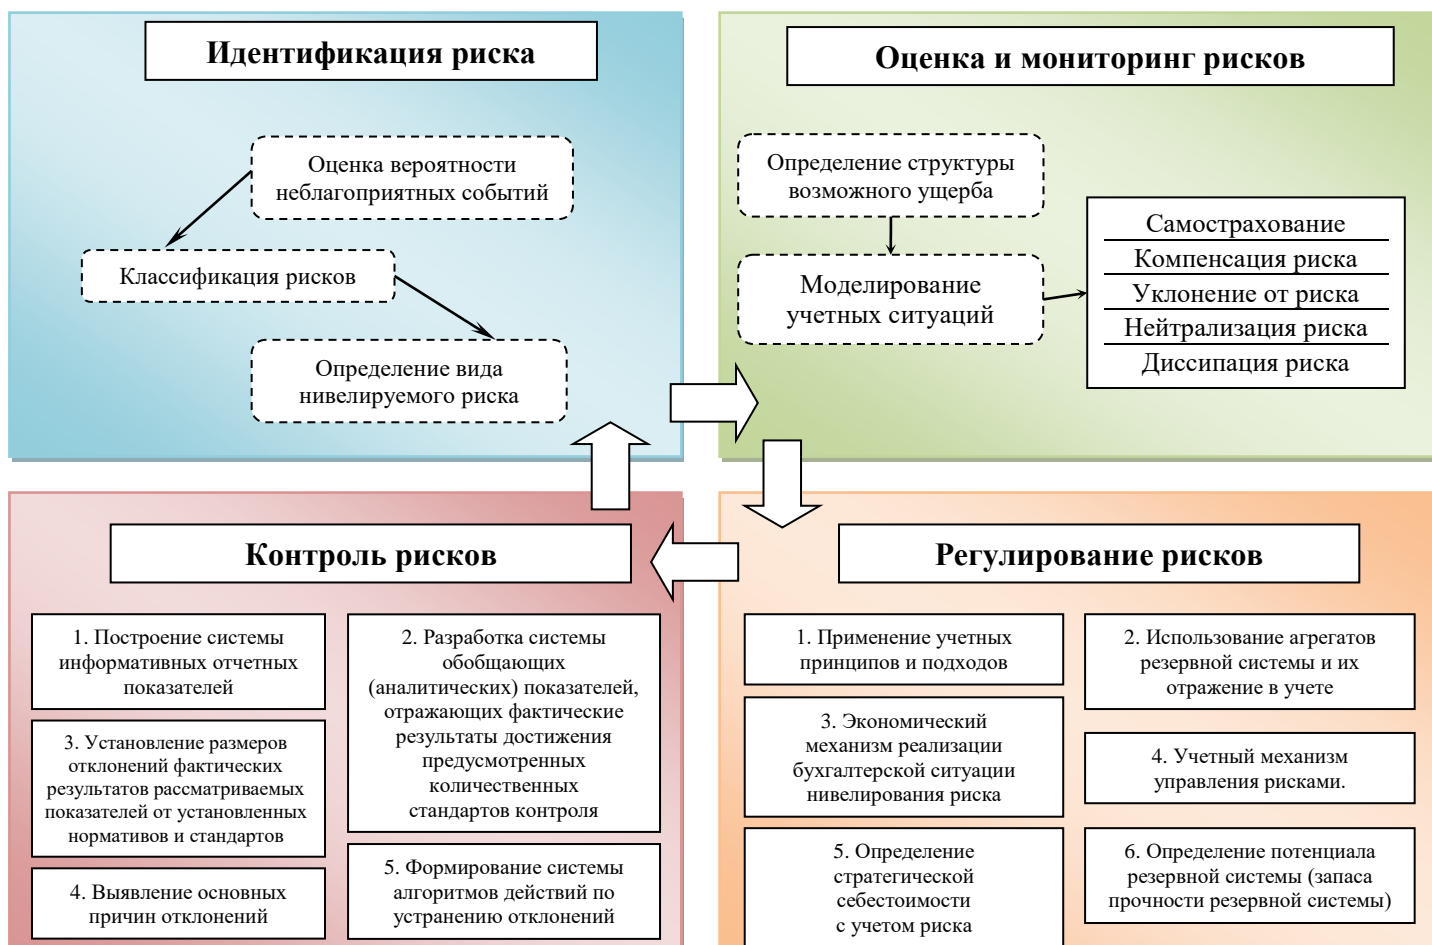 Идентификация риска
Оценка вероятности
неблагоприятных событий
Классификация рисков
Определение вида
нивелируемого риска
Оценка и мониторинг рисков
Определение структуры
возможного ущерба
Моделирование
учетных ситуаций
Самострахование
Компенсация риска
Уклонение от риска
Нейтрализация риска
Диссипация риска
Контроль рисков
1. Построение системы
информативных отчетных
показателей
2. Разработка системы
обобщающих
(аналитических) показателей,
отражающих фактические
результаты достижения
предусмотренных
количественных
стандартов контроля
3. Установление размеров
отклонений фактических
результатов рассматриваемых
показателей от установленных
нормативов и стандартов
4. Выявление основных
причин отклонений
5. Формирование системы
алгоритмов действий по
устранению отклонений
Регулирование рисков
1. Применение учетных
принципов и подходов
2. Использование агрегатов
резервной системы и их
отражение в учете
3. Экономический
механизм реализации
бухгалтерской ситуации
нивелирования риска
4. Учетный механизм
управления рисками.
5. Определение
стратегической
себестоимости
с учетом риска
6. Определение потенциала
резервной системы (запаса
прочности резервной системы)